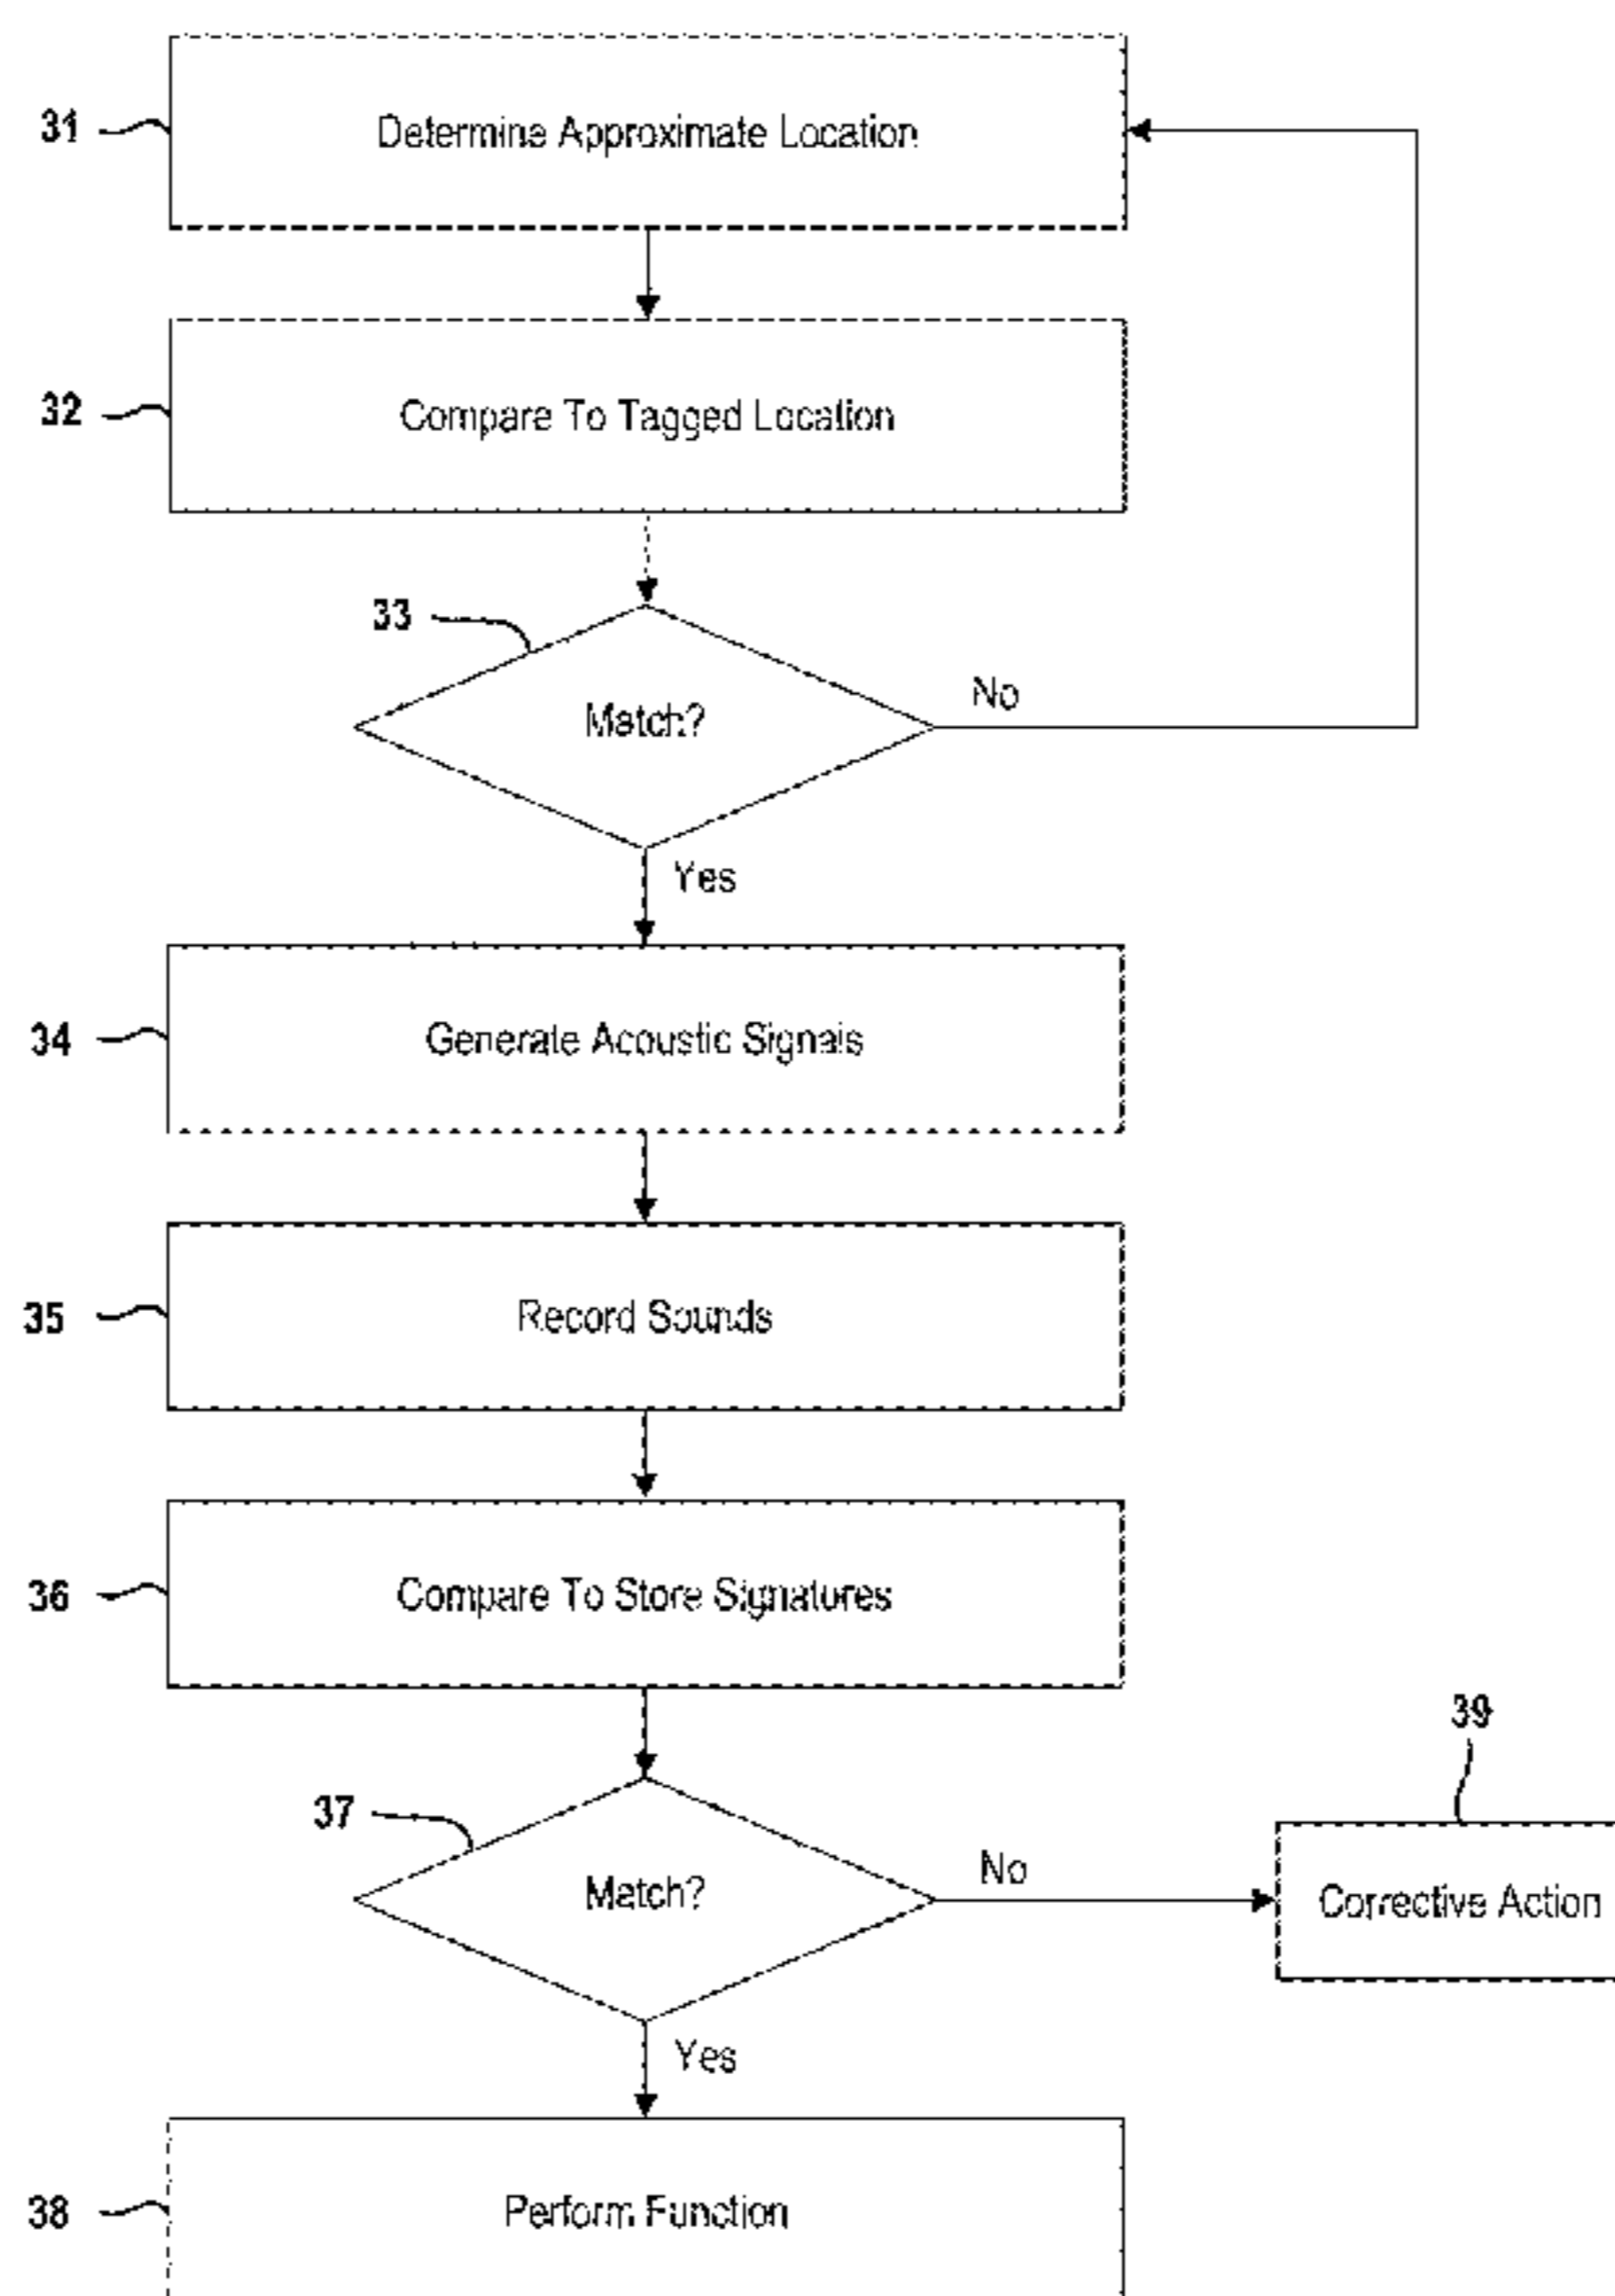 31
Determine Approximate Location
32
Compare To Tagged Location
33
Match?
No
Yes
34
Generate Acoustic Signals
35
Record Sounds
36
Compare To Store Signatures
37
Match?
No
39
Corrective Action
Yes
38
Perform Function